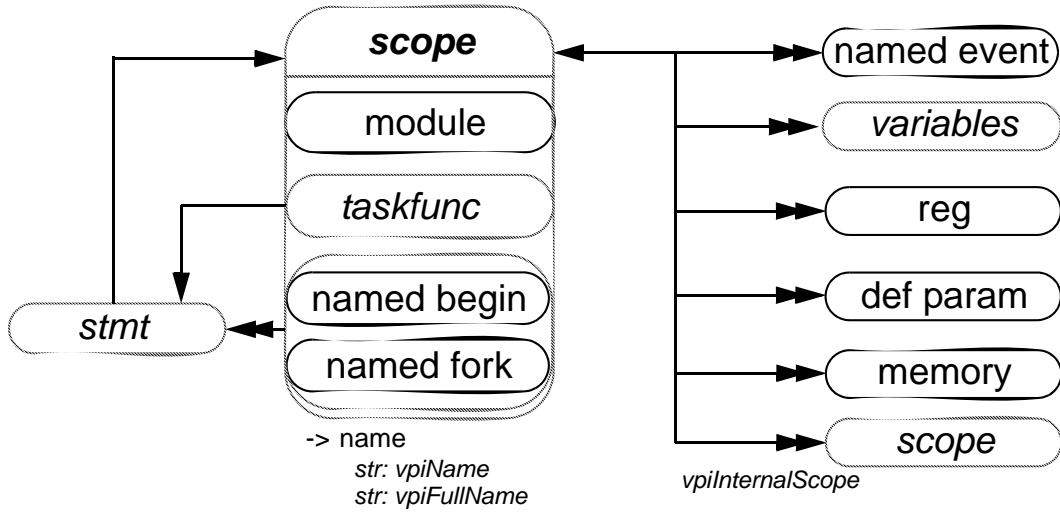 scope
module
taskfunc
named begin
named fork
stmt
-> name
str: vpiName
str: vpiFullName
named event
variables
reg
def param
memory
scope
vpiInternalScope